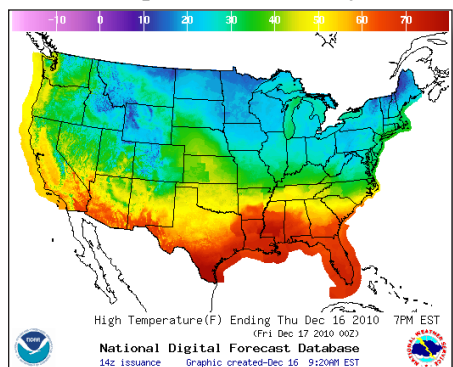 -10 0 10 20 30 40 50 60 70
High Temperature(F) Ending Thu Dec 16 2010 7PM EST
(Fri Dec 17 2010 00Z)
National Digital Forecast Database
14z issuance Graphic created-Dec 16 9:20AM EST
NOAA